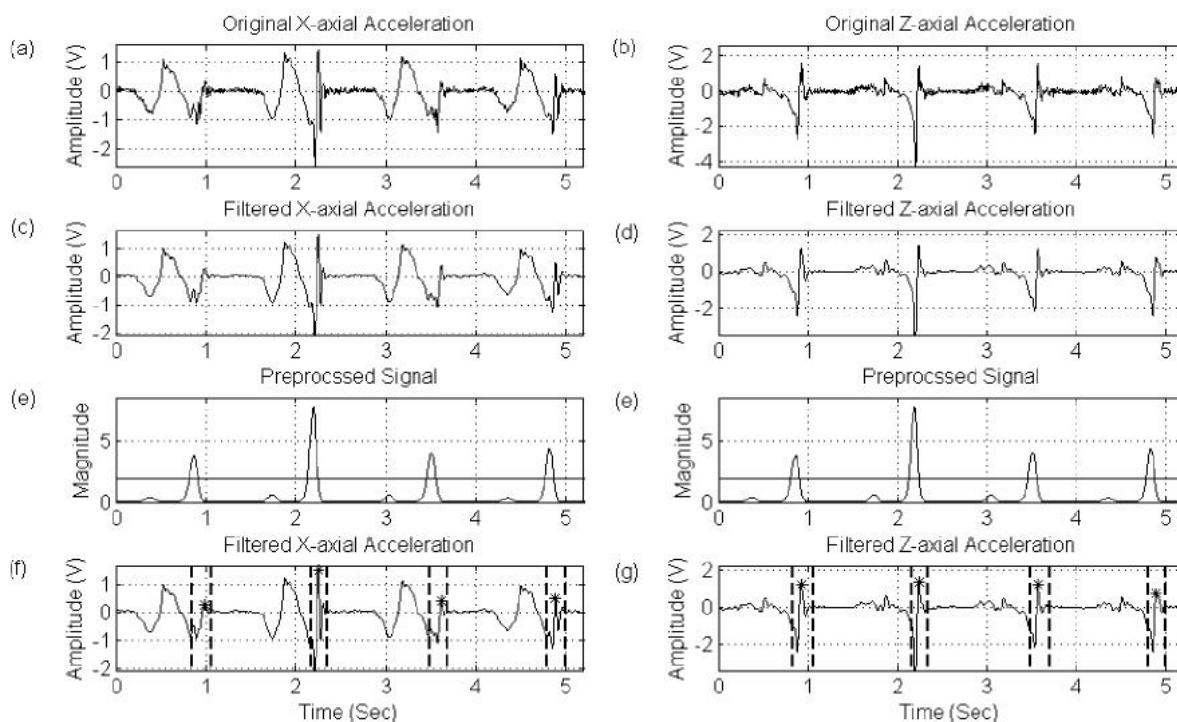 Original X-axial Acceleration
(a)
Amplitude (V)
1
0
-1
-2
0 1 2 3 4 5
Original Z-axial Acceleration
(b)
Amplitude (V)
2
0
-2
-4
0 1 2 3 4 5
Filtered X-axial Acceleration
(c)
Amplitude (V)
1
0
-1
-2
0 1 2 3 4 5
Filtered Z-axial Acceleration
(d)
Amplitude (V)
2
0
-2
0 1 2 3 4 5
Preprocssed Signal
(e)
Magnitude
5
0
0 1 2 3 4 5
Preprocssed Signal
(e)
Magnitude
5
0
0 1 2 3 4 5
Filtered X-axial Acceleration
(f)
Amplitude (V)
1
0
-1
-2
0 1 2 3 4 5
Time (Sec)
Filtered Z-axial Acceleration
(g)
Amplitude (V)
2
0
-2
0 1 2 3 4 5
Time (Sec)